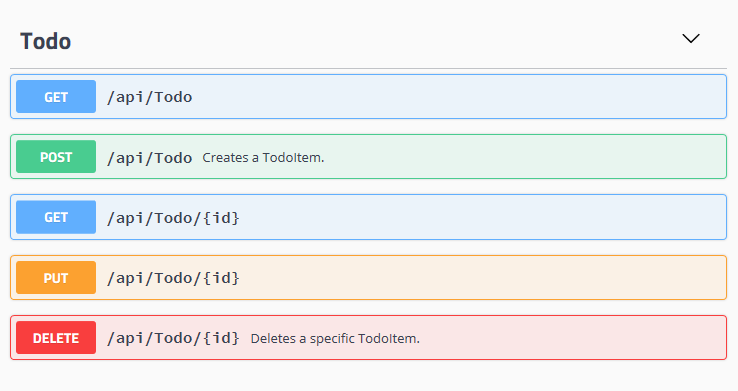 Todo
GET /api/Todo
POST /api/Todo Creates a TodoItem.
GET /api/Todo/{id}
PUT /api/Todo/{id}
DELETE /api/Todo/{id} Deletes a specific TodoItem.